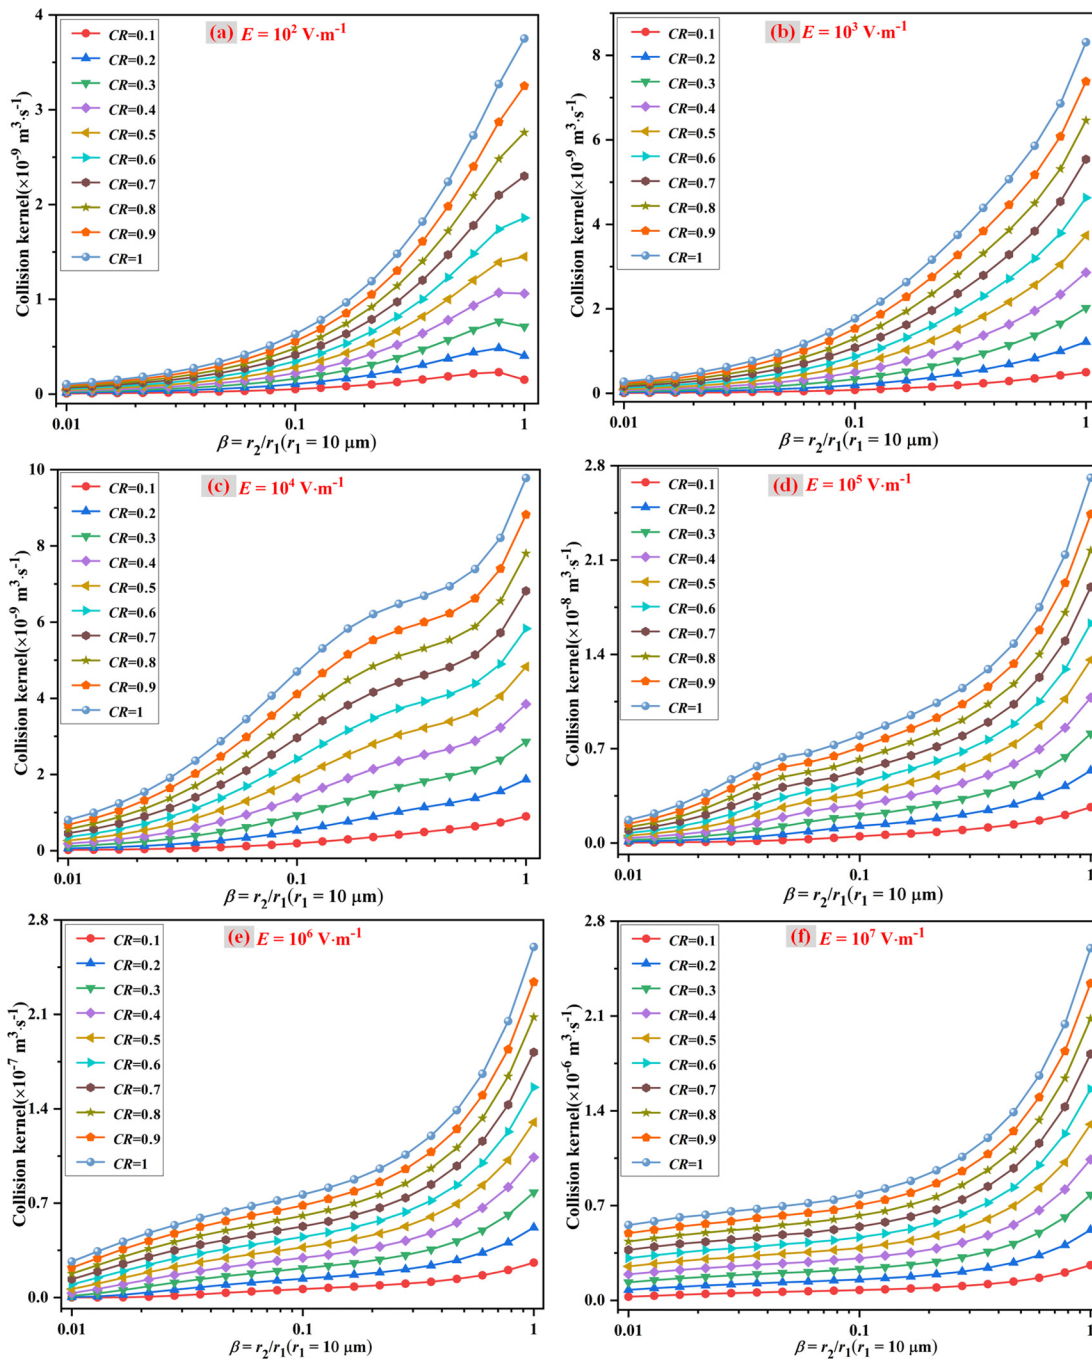 (a) E = 10² V·m⁻¹
CR=0.1
CR=0.2
CR=0.3
CR=0.4
CR=0.5
CR=0.6
CR=0.7
CR=0.8
CR=0.9
CR=1
Collision kernel(×10⁻⁹ m³·s⁻¹)
4
3
2
1
0
0.01
0.1
1
β = r₂/r₁(r₁ = 10 μm)
(b) E = 10³ V·m⁻¹
CR=0.1
CR=0.2
CR=0.3
CR=0.4
CR=0.5
CR=0.6
CR=0.7
CR=0.8
CR=0.9
CR=1
Collision kernel(×10⁻⁹ m³·s⁻¹)
8
6
4
2
0
0.01
0.1
1
β = r₂/r₁(r₁ = 10 μm)
(c) E = 10⁴ V·m⁻¹
CR=0.1
CR=0.2
CR=0.3
CR=0.4
CR=0.5
CR=0.6
CR=0.7
CR=0.8
CR=0.9
CR=1
Collision kernel(×10⁻⁹ m³·s⁻¹)
10
8
6
4
2
0
0.01
0.1
1
β = r₂/r₁(r₁ = 10 μm)
(d) E = 10⁵ V·m⁻¹
CR=0.1
CR=0.2
CR=0.3
CR=0.4
CR=0.5
CR=0.6
CR=0.7
CR=0.8
CR=0.9
CR=1
Collision kernel(×10⁻⁸ m³·s⁻¹)
2.8
2.1
1.4
0.7
0.0
0.01
0.1
1
β = r₂/r₁(r₁ = 10 μm)
(e) E = 10⁶ V·m⁻¹
CR=0.1
CR=0.2
CR=0.3
CR=0.4
CR=0.5
CR=0.6
CR=0.7
CR=0.8
CR=0.9
CR=1
Collision kernel(×10⁻⁷ m³·s⁻¹)
2.8
2.1
1.4
0.7
0.0
0.01
0.1
1
β = r₂/r₁(r₁ = 10 μm)
(f) E = 10⁷ V·m⁻¹
CR=0.1
CR=0.2
CR=0.3
CR=0.4
CR=0.5
CR=0.6
CR=0.7
CR=0.8
CR=0.9
CR=1
Collision kernel(×10⁻⁶ m³·s⁻¹)
2.8
2.1
1.4
0.7
0.0
0.01
0.1
1
β = r₂/r₁(r₁ = 10 μm)